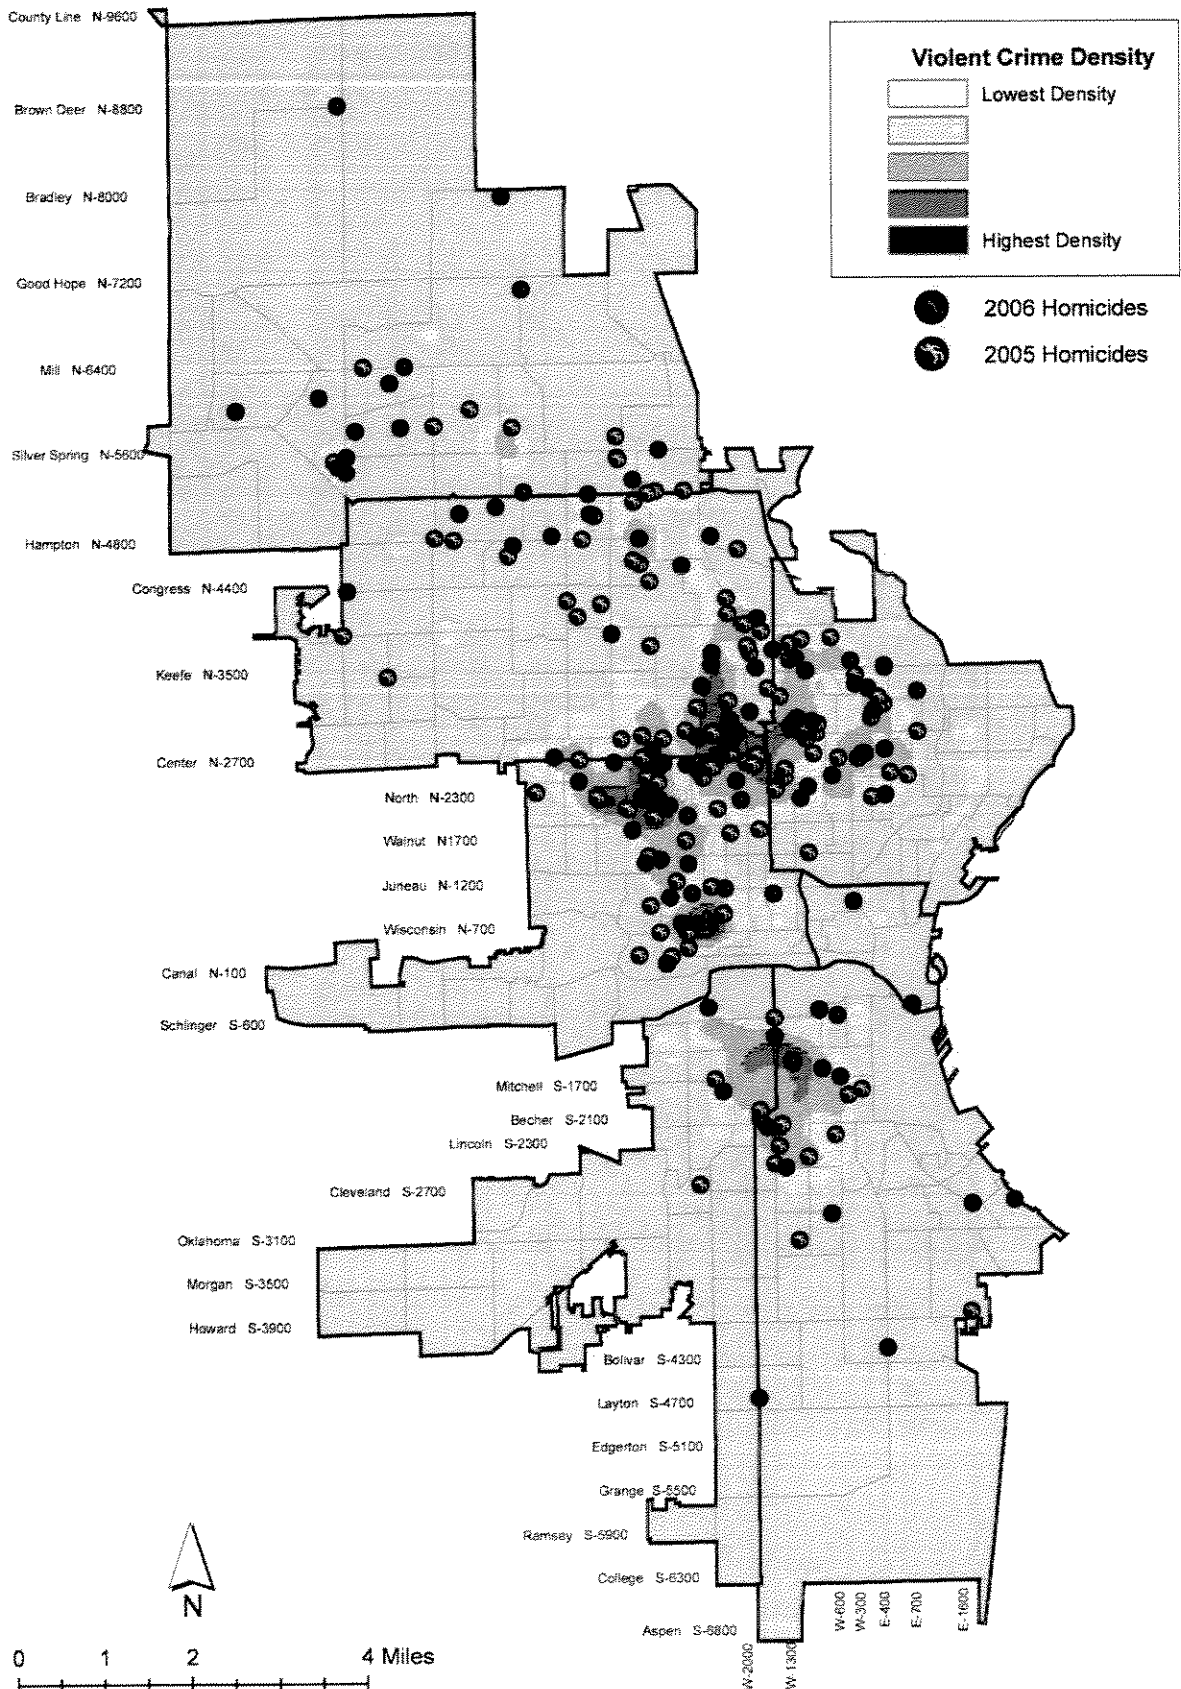 County Line N-9600
Violent Crime Density
Lowest Density
Highest Density
2006 Homicides
2005 Homicides
Brown Deer N-8800
Bradley N-8000
Good Hope N-7200
Mill N-6400
Silver Spring N-5600
Hampton N-4800
Congress N-4400
Keefe N-3500
Center N-2700
North N-2300
Walnut N1700
Juneau N-1200
Wisconsin N-700
Canal N-100
Schlinger S-600
Mitchell S-1700
Becher S-2100
Lincoln S-2300
Cleveland S-2700
Oklahoma S-3100
Morgan S-3500
Howard S-3900
Bolivar S-4300
Layton S-4700
Edgerton S-5100
Grange S-5500
Ramsey S-5900
College S-6300
Aspen S-6800
W-2000
W-1300
W-600
W-300
E-400
E-700
E-1600
N
0 1 2 4 Miles